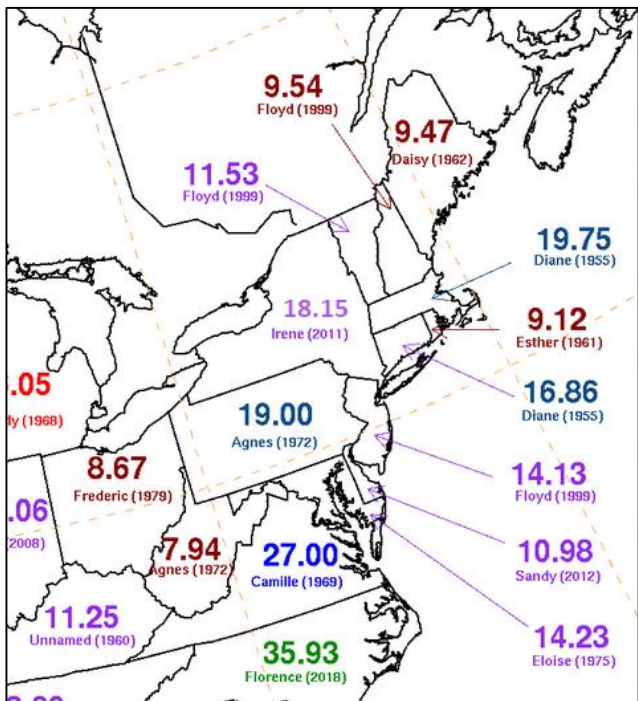 9.54
Floyd (1999)
9.47
Daisy (1962)
11.53
Floyd (1999)
19.75
Diane (1955)
18.15
Irene (2011)
9.12
Esther (1961)
.05
dy (1968)
16.86
Diane (1955)
19.00
Agnes (1972)
8.67
Frederic (1979)
14.13
Floyd (1999)
.06
2008)
7.94
Agnes (1972)
27.00
Camille (1969)
10.98
Sandy (2012)
11.25
Unnamed (1960)
14.23
Eloise (1975)
35.93
Florence (2018)